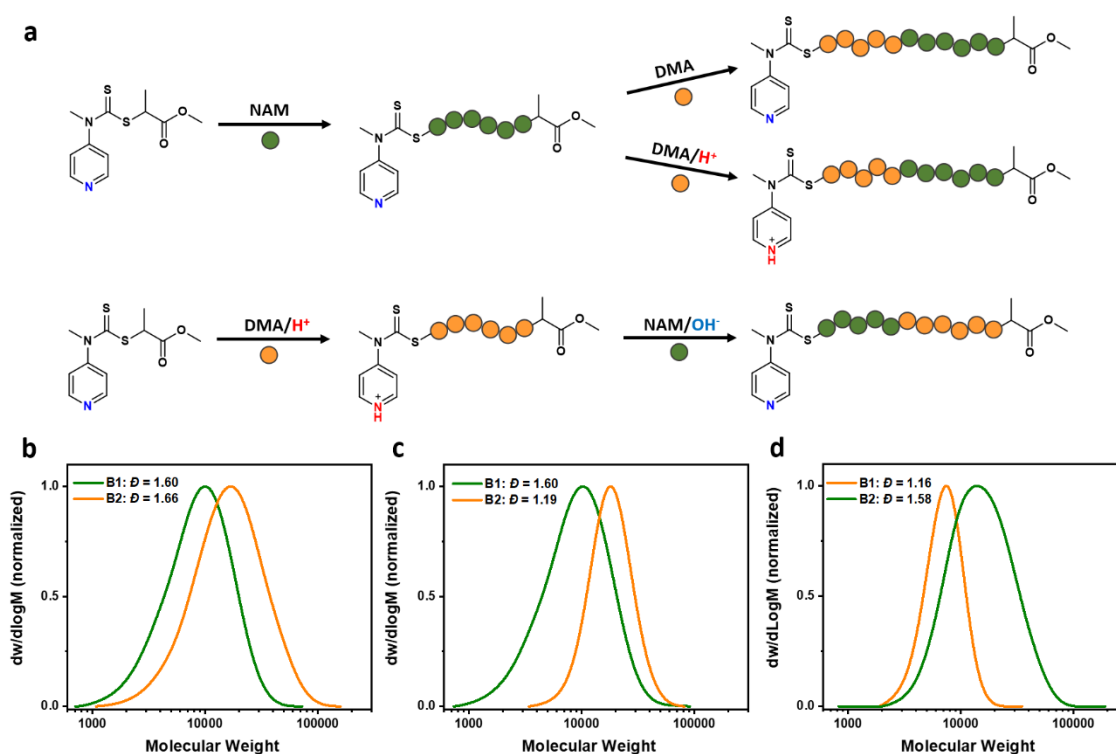 a
NAM
DMA
DMA/H+
S
S
N
N
O
O
S
S
N
N
O
O
S
S
N
N
O
O
S
S
N
+
N
H
O
O
DMA/H+
NAM/OH-
S
S
N
N
O
O
S
S
N
+
N
H
O
O
S
S
N
N
O
O
b
B1: Đ = 1.60
B2: Đ = 1.66
1.0
0.5
0.0
dw/dlogM (normalized)
1000 10000 100000
Molecular Weight
c
B1: Đ = 1.60
B2: Đ = 1.19
1.0
0.5
0.0
dw/dlogM (normalized)
1000 10000 100000
Molecular Weight
d
B1: Đ = 1.16
B2: Đ = 1.58
1.0
0.5
0.0
dw/dLogM (normalized)
1000 10000 100000
Molecular Weight